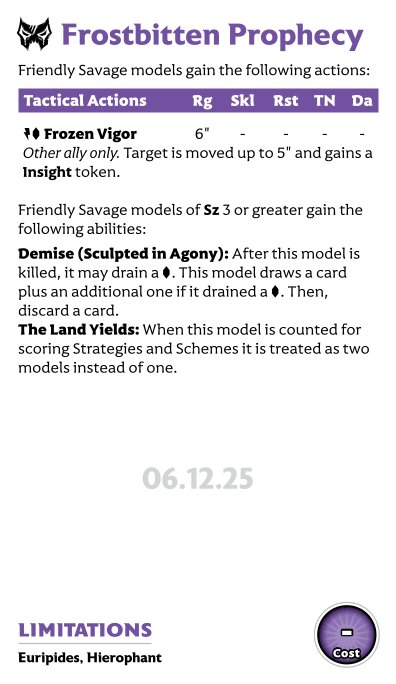 Frostbitten Prophecy
Friendly Savage models gain the following actions:
Tactical Actions Rg Skl Rst TN Da
Frozen Vigor 6" - - - -
Other ally only. Target is moved up to 5" and gains a
Insight token.
Friendly Savage models of Sz 3 or greater gain the
following abilities:
Demise (Sculpted in Agony): After this model is
killed, it may drain a . This model draws a card
plus an additional one if it drained a . Then,
discard a card.
The Land Yields: When this model is counted for
scoring Strategies and Schemes it is treated as two
models instead of one.
06.12.25
LIMITATIONS
Euripides, Hierophant
-
Cost